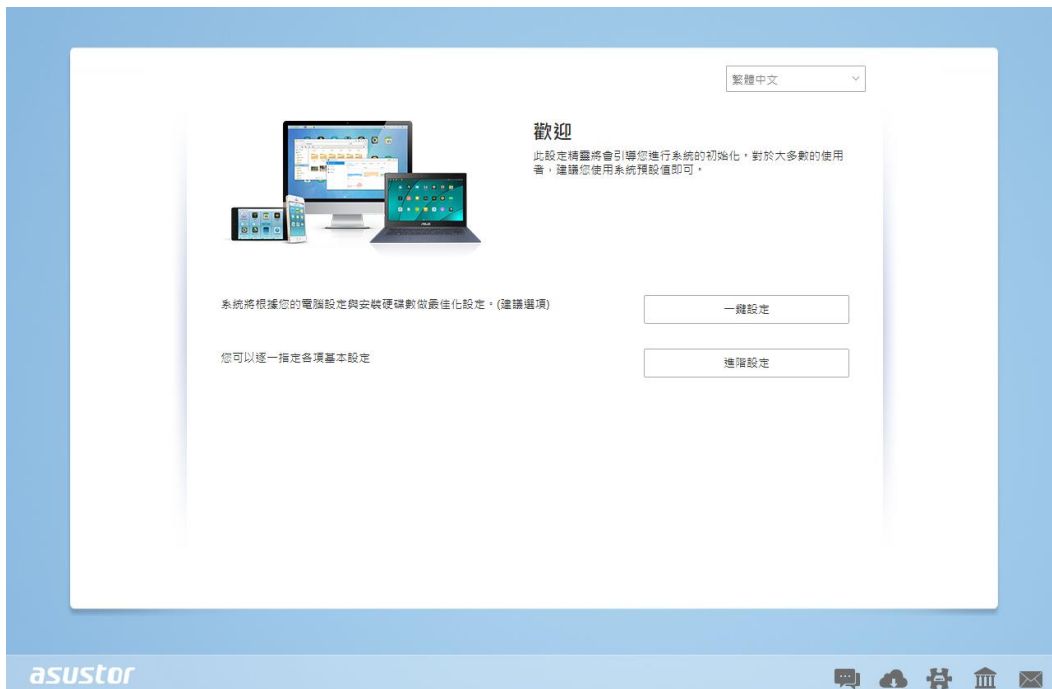 繁體中文
歡迎
此設定精靈將會引導您進行系統的初始化，對於大多數的使用
者，建議您使用系統預設值即可。
系統將根據您的電腦設定與安裝硬碟數做最佳化設定。(建議選項)
一鍵設定
您可以逐一指定各項基本設定
進階設定
asustor